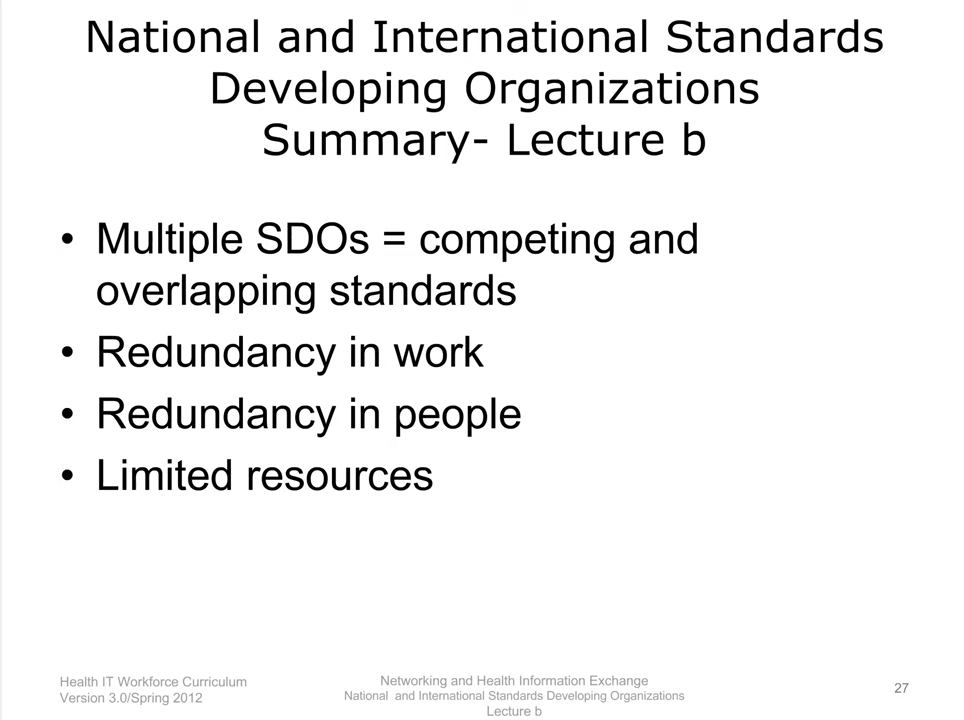 National and International Standards
Developing Organizations
Summary- Lecture b
• Multiple SDOs = competing and
overlapping standards
• Redundancy in work
• Redundancy in people
• Limited resources
Health IT Workforce Curriculum
Version 3.0/Spring 2012
Networking and Health Information Exchange
National and International Standards Developing Organizations
Lecture b
27